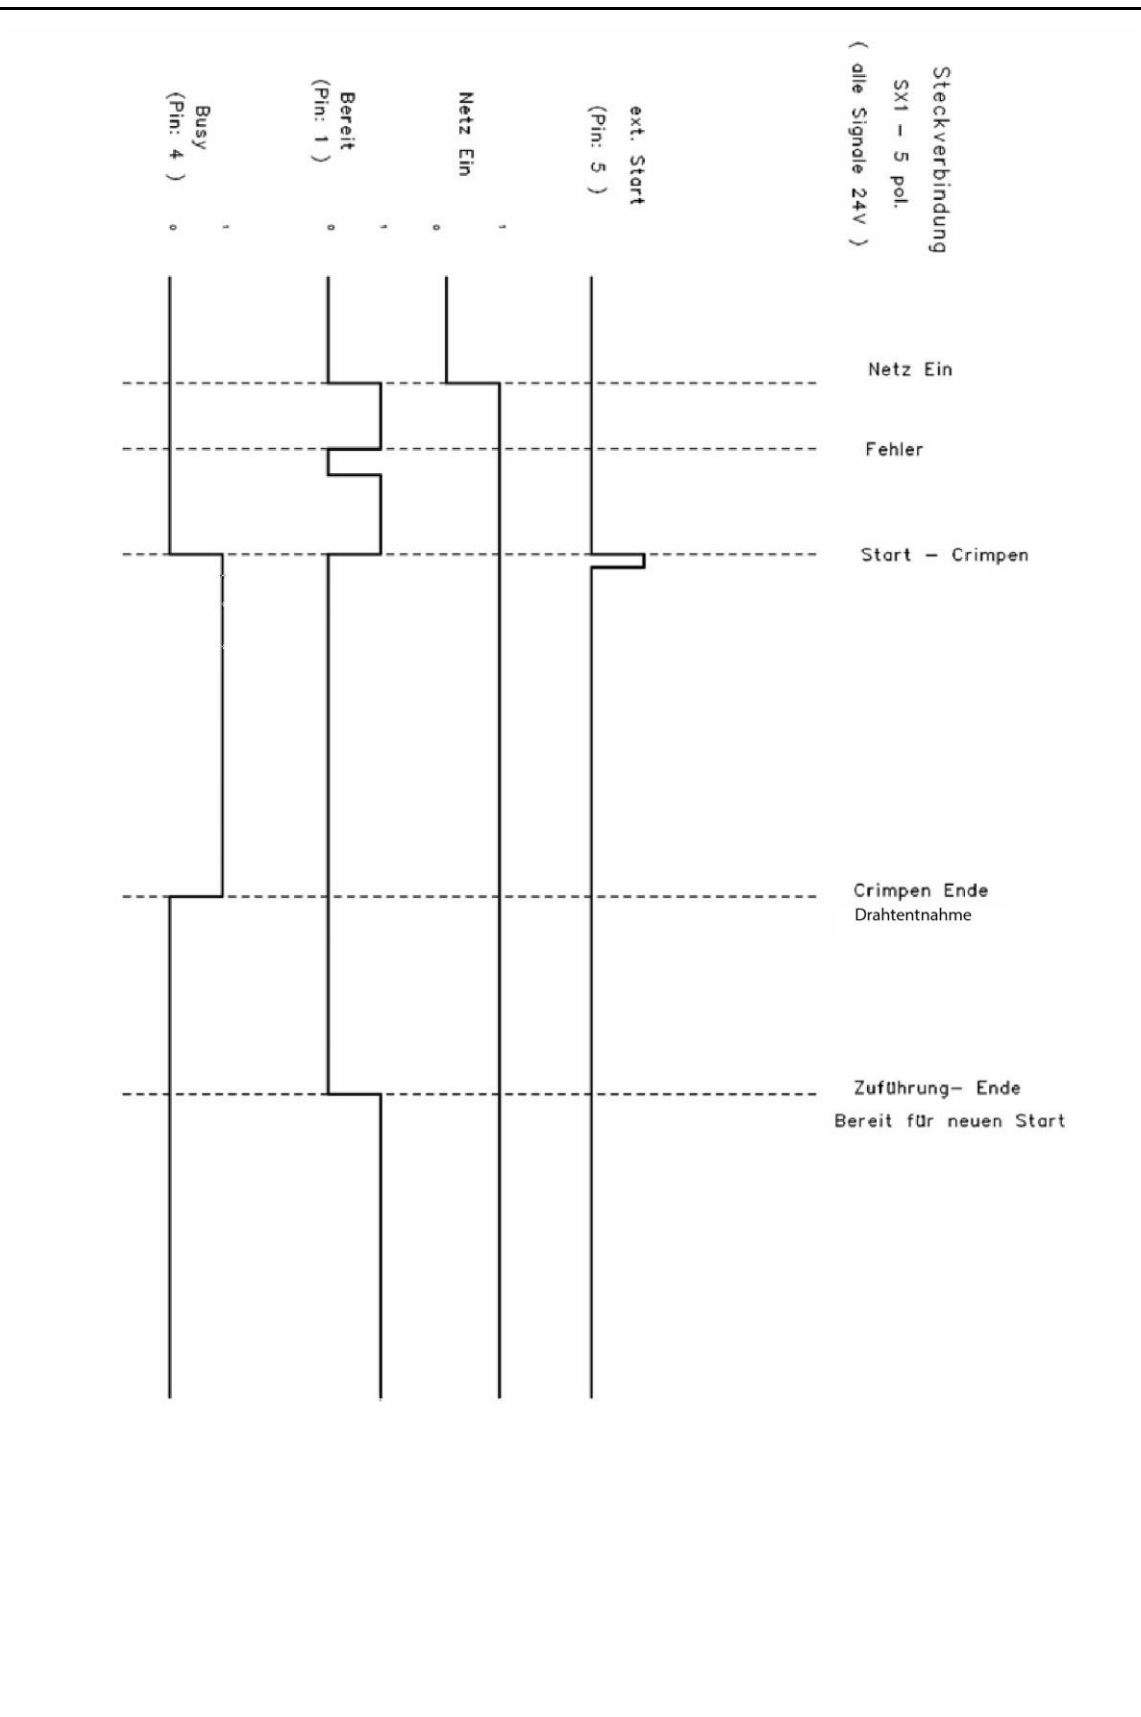 Steckverbindung
SX1 – 5 pol.
( alle Signale 24V )
ext. Start
(Pin: 5 )
Netz Ein
1
0
Bereit
(Pin: 1 )
1
0
Busy
(Pin: 4 )
1
0
Netz Ein
Fehler
Start – Crimpen
Crimpen Ende
Drahtentnahme
Zuführung– Ende
Bereit für neuen Start